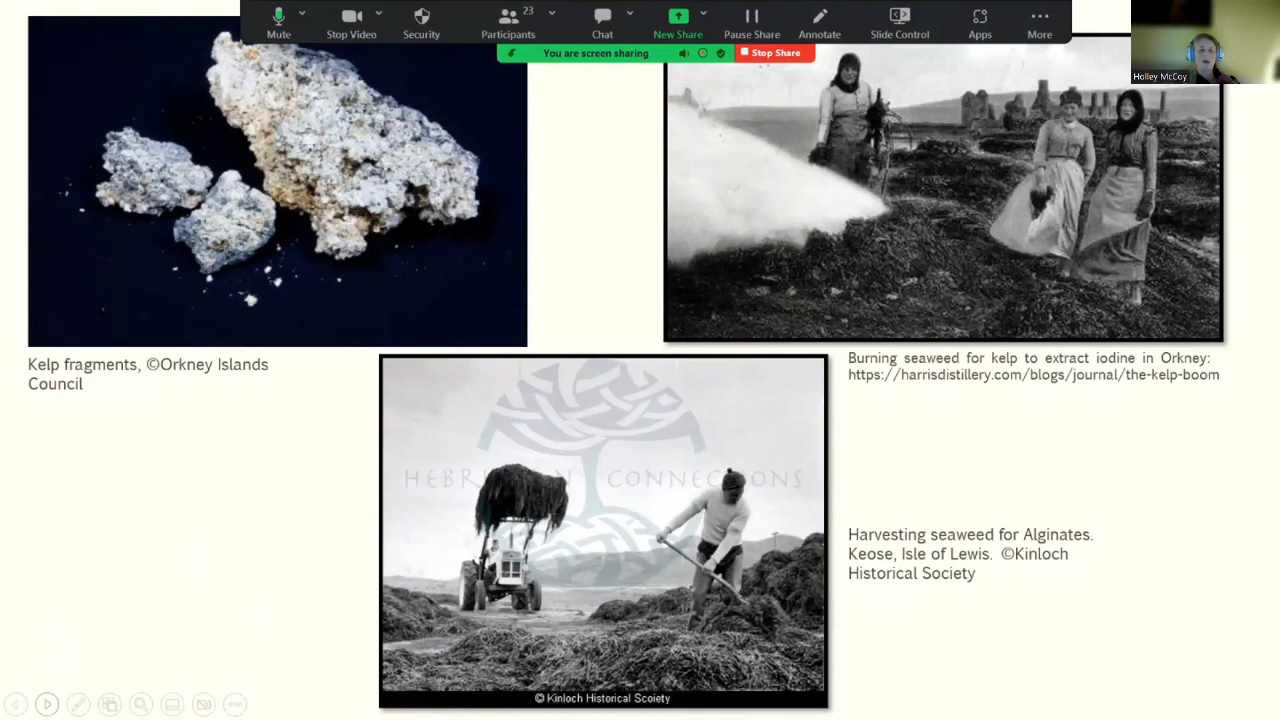 23
Mute
Stop Video
Security
Participants
Chat
New Share
Pause Share
Annotate
Slide Control
Apps
More
You are screen sharing
Stop Share
Holley McCoy
Kelp fragments, ©Orkney Islands
Council
Burning seaweed for kelp to extract iodine in Orkney:
https://harrisdistillery.com/blogs/journal/the-kelp-boom
CONNECTIONS
Harvesting seaweed for Alginates.
Keose, Isle of Lewis. ©Kinloch
Historical Society
© Kinloch Historical Scoiety